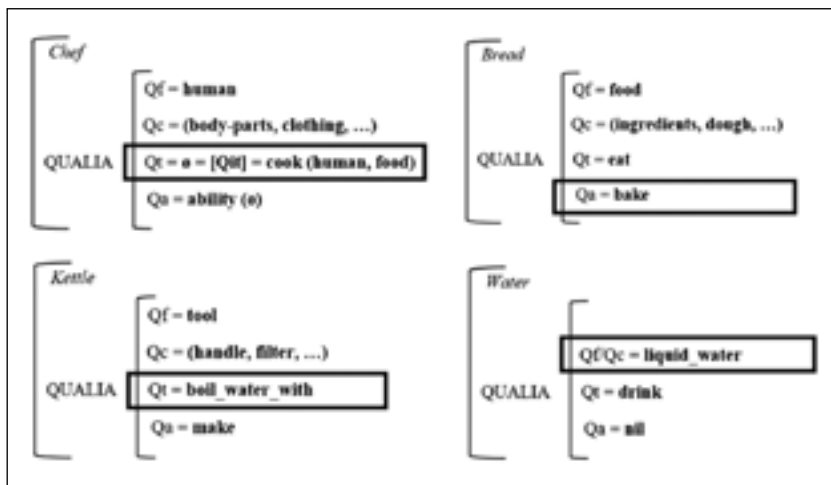 Chef
Qf = human
Qc = (body-parts, clothing, …)
QUALIA
Qt = ø = [Qit] = cook (human, food)
Qa = ability (ø)
Bread
Qf = food
Qc = (ingredients, dough, …)
QUALIA
Qt = eat
Qa = bake
Kettle
Qf = tool
Qc = (handle, filter, …)
QUALIA
Qt = boil_water_with
Qa = make
Water
Qf/Qc = liquid_water
QUALIA
Qt = drink
Qa = nil